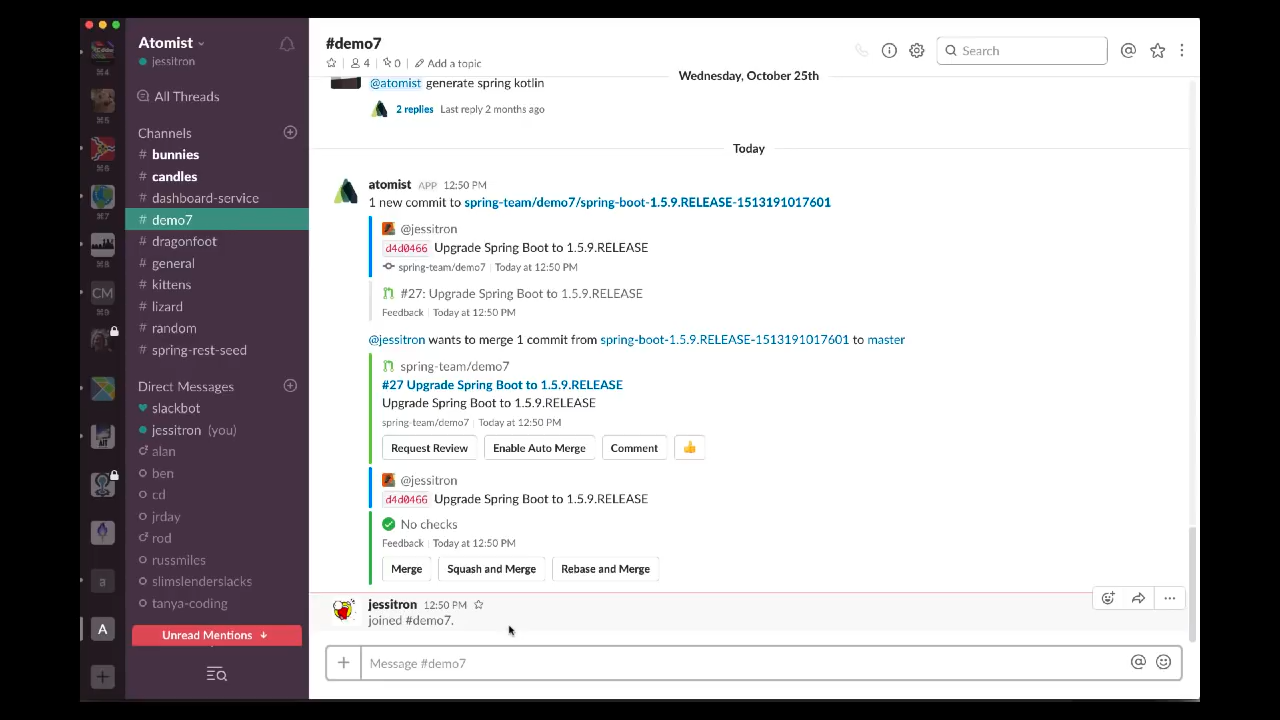 Atomist
jessitron
All Threads
Channels
# bunnies
# candles
# dashboard-service
# demo7
# dragonfoot
# general
# kittens
# lizard
# random
# spring-rest-seed
Direct Messages
slackbot
jessitron (you)
alan
ben
cd
jrday
rod
russmiles
slimslenderslacks
tanya-coding
Unread Mentions ↓
⌘4
⌘5
⌘6
⌘7
⌘8
CM
⌘9
a
A
#demo7
4
0
Add a topic
Search
Wednesday, October 25th
@atomist generate spring kotlin
2 replies Last reply 2 months ago
Today
atomist APP 12:50 PM
1 new commit to spring-team/demo7/spring-boot-1.5.9.RELEASE-1513191017601
@jessitron
d4d0466 Upgrade Spring Boot to 1.5.9.RELEASE
spring-team/demo7 | Today at 12:50 PM
#27: Upgrade Spring Boot to 1.5.9.RELEASE
Feedback | Today at 12:50 PM
@jessitron wants to merge 1 commit from spring-boot-1.5.9.RELEASE-1513191017601 to master
spring-team/demo7
#27 Upgrade Spring Boot to 1.5.9.RELEASE
Upgrade Spring Boot to 1.5.9.RELEASE
spring-team/demo7 | Today at 12:50 PM
Request Review Enable Auto Merge Comment 👍
@jessitron
d4d0466 Upgrade Spring Boot to 1.5.9.RELEASE
No checks
Feedback | Today at 12:50 PM
Merge Squash and Merge Rebase and Merge
jessitron 12:50 PM
joined #demo7.
Message #demo7